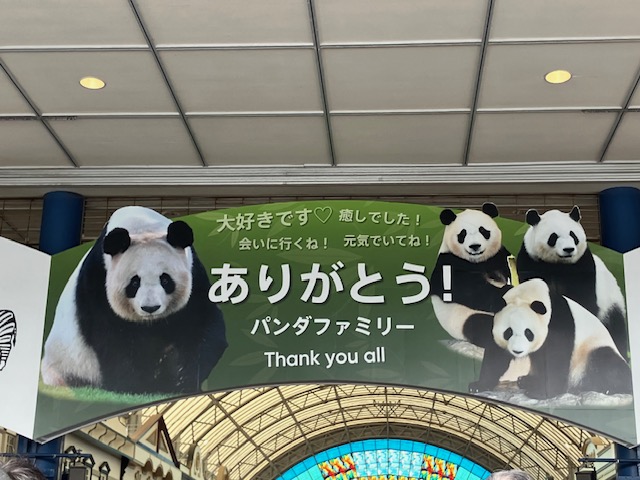 大好きです♡ 癒しでした！
会いに行くね！ 元気でいてね！
ありがとう!
パンダファミリー
Thank you all